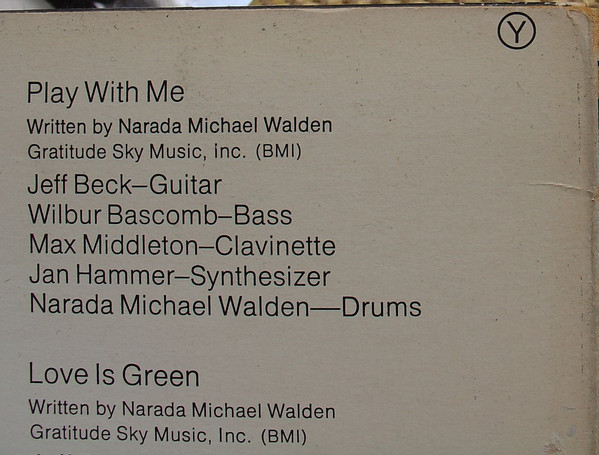 Y
Play With Me
Written by Narada Michael Walden
Gratitude Sky Music, inc. (BMI)
Jeff Beck–Guitar
Wilbur Bascomb–Bass
Max Middleton–Clavinette
Jan Hammer–Synthesizer
Narada Michael Walden—Drums
Love Is Green
Written by Narada Michael Walden
Gratitude Sky Music, Inc. (BMI)